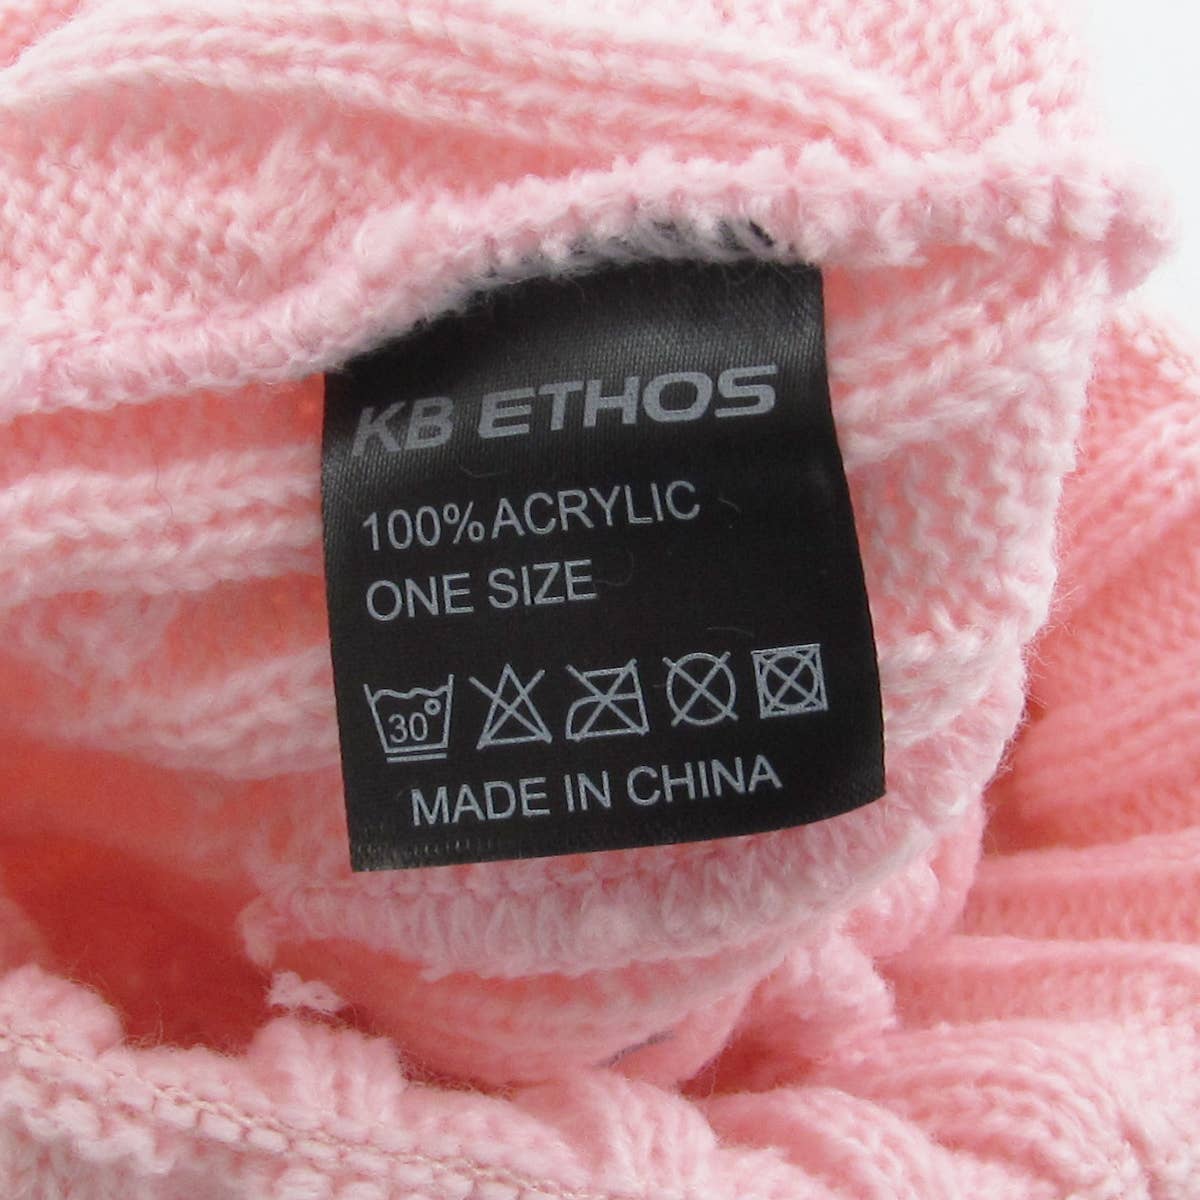 KB ETHOS
100% ACRYLIC
ONE SIZE
30°
MADE IN CHINA